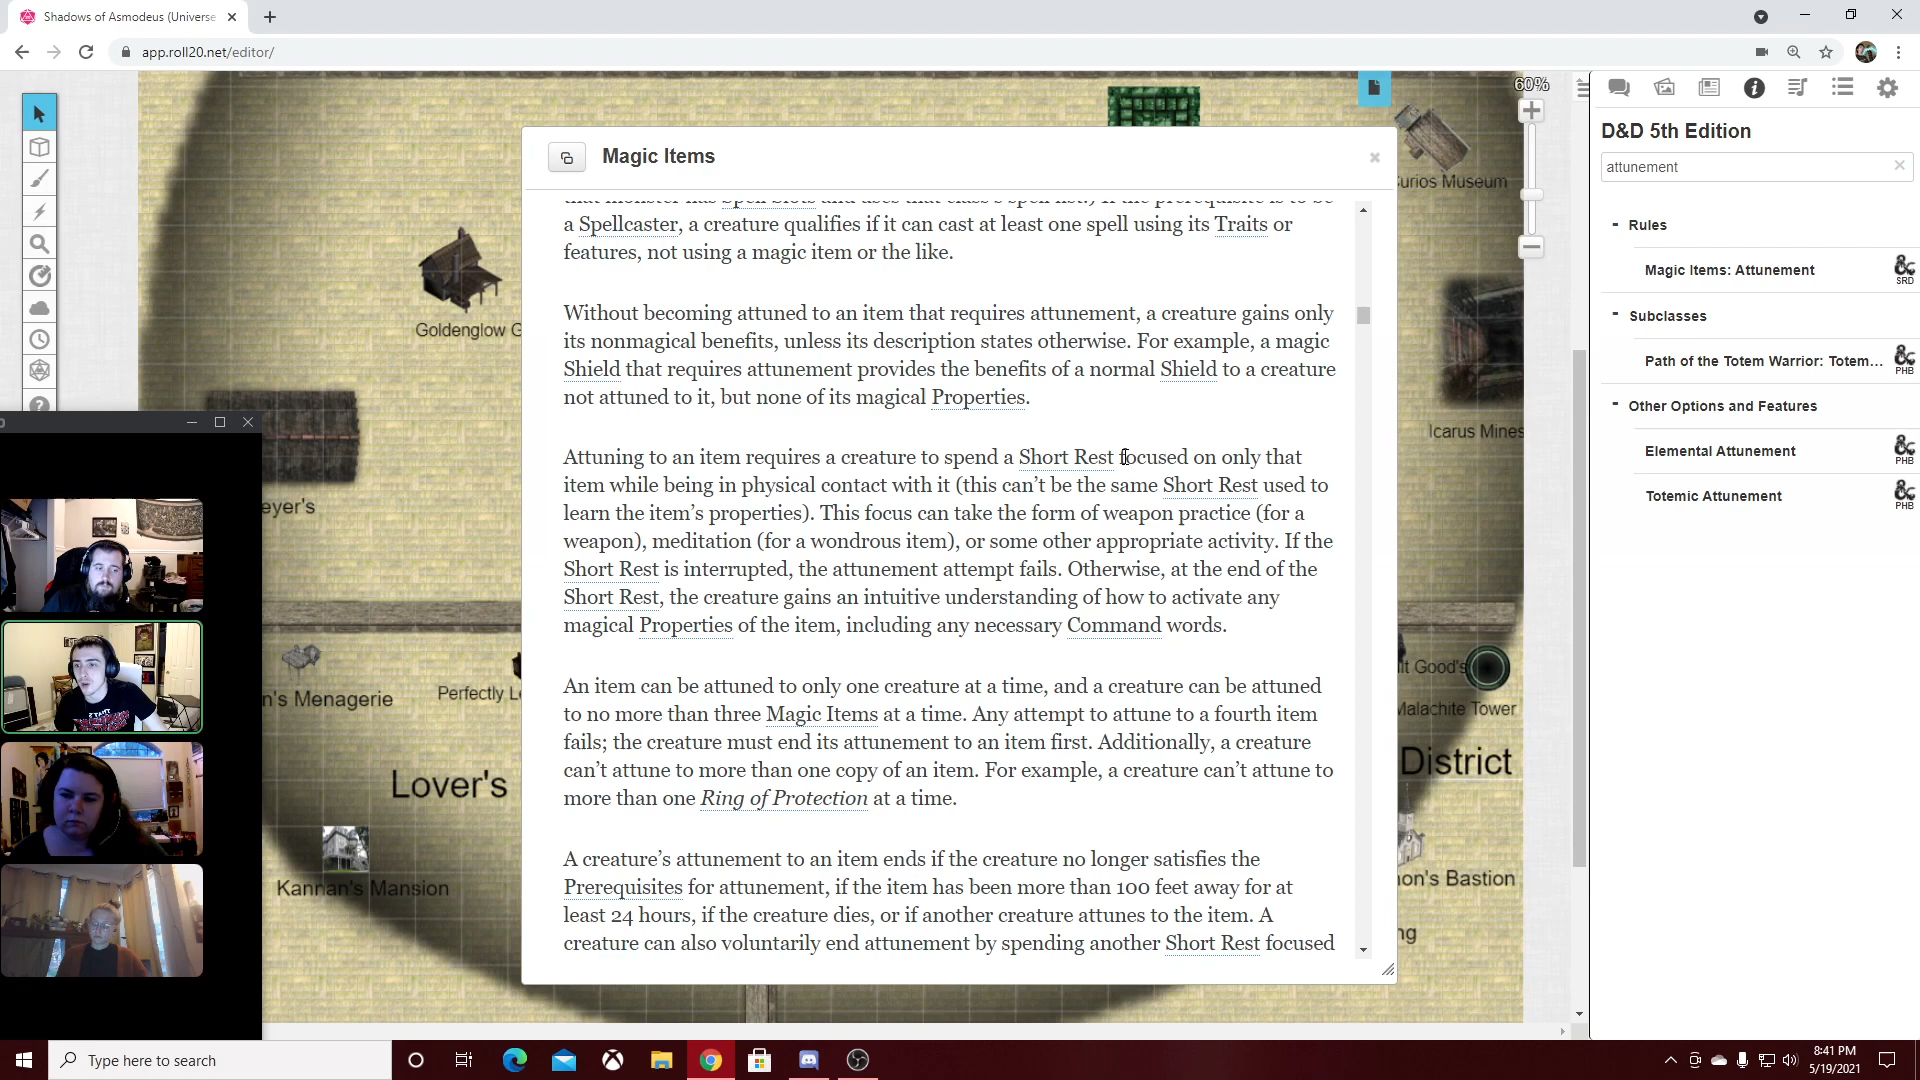 Shadows of Asmodeus (Universe
app.roll20.net/editor/
60%
Magic Items
a Spellcaster, a creature qualifies if it can cast at least one spell using its Traits or
features, not using a magic item or the like.
Without becoming attuned to an item that requires attunement, a creature gains only
its nonmagical benefits, unless its description states otherwise. For example, a magic
Shield that requires attunement provides the benefits of a normal Shield to a creature
not attuned to it, but none of its magical Properties.
Attuning to an item requires a creature to spend a Short Rest focused on only that
item while being in physical contact with it (this can’t be the same Short Rest used to
learn the item’s properties). This focus can take the form of weapon practice (for a
weapon), meditation (for a wondrous item), or some other appropriate activity. If the
Short Rest is interrupted, the attunement attempt fails. Otherwise, at the end of the
Short Rest, the creature gains an intuitive understanding of how to activate any
magical Properties of the item, including any necessary Command words.
An item can be attuned to only one creature at a time, and a creature can be attuned
to no more than three Magic Items at a time. Any attempt to attune to a fourth item
fails; the creature must end its attunement to an item first. Additionally, a creature
can’t attune to more than one copy of an item. For example, a creature can’t attune to
more than one Ring of Protection at a time.
A creature’s attunement to an item ends if the creature no longer satisfies the
Prerequisites for attunement, if the item has been more than 100 feet away for at
least 24 hours, if the creature dies, or if another creature attunes to the item. A
creature can also voluntarily end attunement by spending another Short Rest focused
Goldenglow G
eyer's
n's Menagerie
Perfectly L
Lover's
Kannan's Mansion
urios Museum
Icarus Mines
lt Good's
Malachite Tower
District
non's Bastion
ng
D&D 5th Edition
attunement
Rules
Magic Items: Attunement
SRD
Subclasses
Path of the Totem Warrior: Totem...
PHB
Other Options and Features
Elemental Attunement
PHB
Totemic Attunement
PHB
Type here to search
8:41 PM
5/19/2021